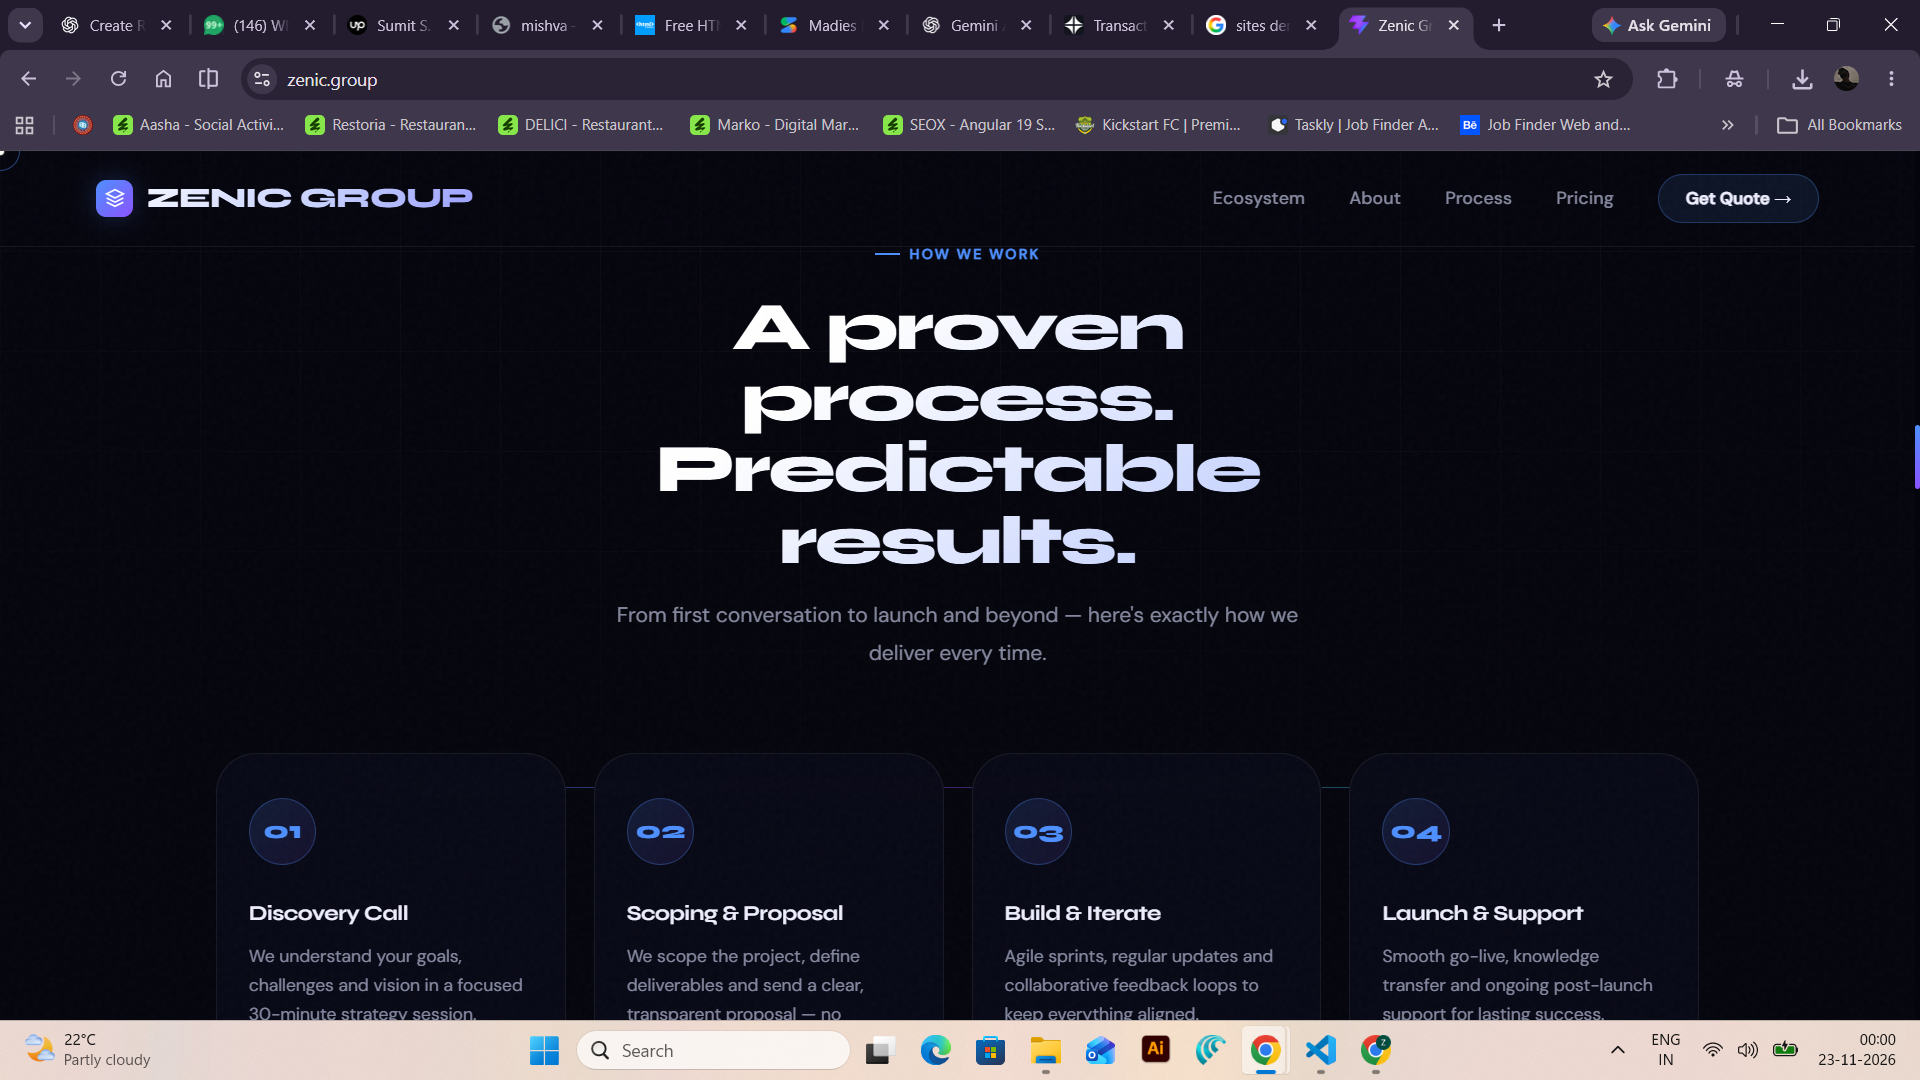 Create R
(146) W
Sumit S.
mishva -
Free HT
Madies
Gemini
Transact
sites de
Zenic G
Ask Gemini
zenic.group
Aasha - Social Activi...
Restoria - Restauran...
DELICI - Restaurant...
Marko - Digital Mar...
SEOX - Angular 19 S...
Kickstart FC | Premi...
Taskly | Job Finder A...
Bē
Job Finder Web and...
All Bookmarks
ZENIC GROUP
Ecosystem
About
Process
Pricing
Get Quote →
HOW WE WORK
A proven
process.
Predictable
results.
From first conversation to launch and beyond — here's exactly how we
deliver every time.
01
Discovery Call
We understand your goals,
challenges and vision in a focused
30-minute strategy session.
02
Scoping & Proposal
We scope the project, define
deliverables and send a clear,
transparent proposal — no
03
Build & Iterate
Agile sprints, regular updates and
collaborative feedback loops to
keep everything aligned.
04
Launch & Support
Smooth go-live, knowledge
transfer and ongoing post-launch
support for lasting success.
22°C
Partly cloudy
Search
Ai
ENG
IN
00:00
23-11-2026